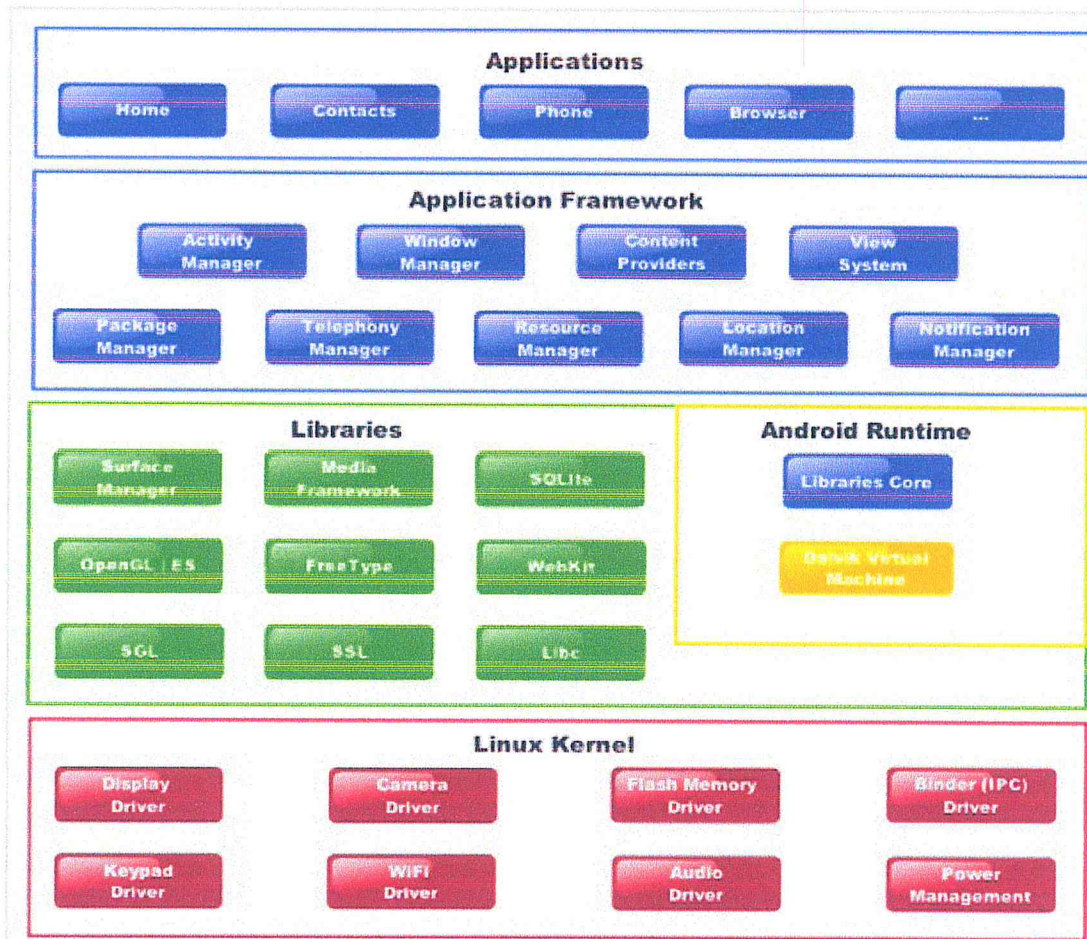 Applications
Home
Contacts
Phone
Browser
...
Application Framework
Activity
Manager
Window
Manager
Content
Providers
View
System
Package
Manager
Telephony
Manager
Resource
Manager
Location
Manager
Notification
Manager
Libraries
Surface
Manager
Media
Framework
SQLite
OpenGL | ES
FreeType
WebKit
SGL
SSL
Libc
Android Runtime
Libraries Core
Dalvik Virtual
Machine
Linux Kernel
Display
Driver
Camera
Driver
Flash Memory
Driver
Binder (IPC)
Driver
Keypad
Driver
WiFi
Driver
Audio
Driver
Power
Management